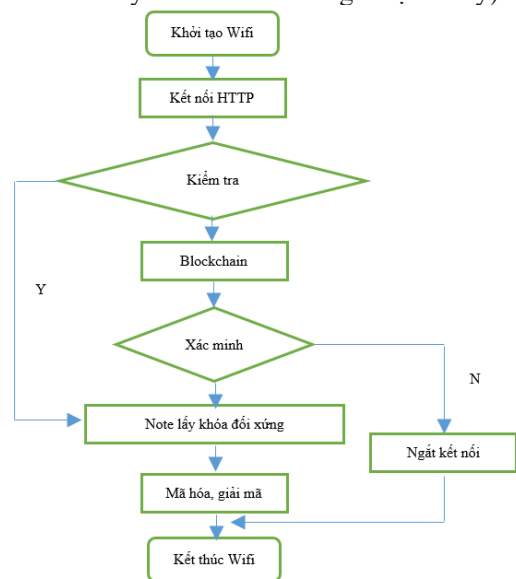 Khởi tạo Wifi
Kết nối HTTP
Kiểm tra
Blockchain
Y
Xác minh
N
Note lấy khóa đối xứng
Ngắt kết nối
Mã hóa, giải mã
Kết thúc Wifi